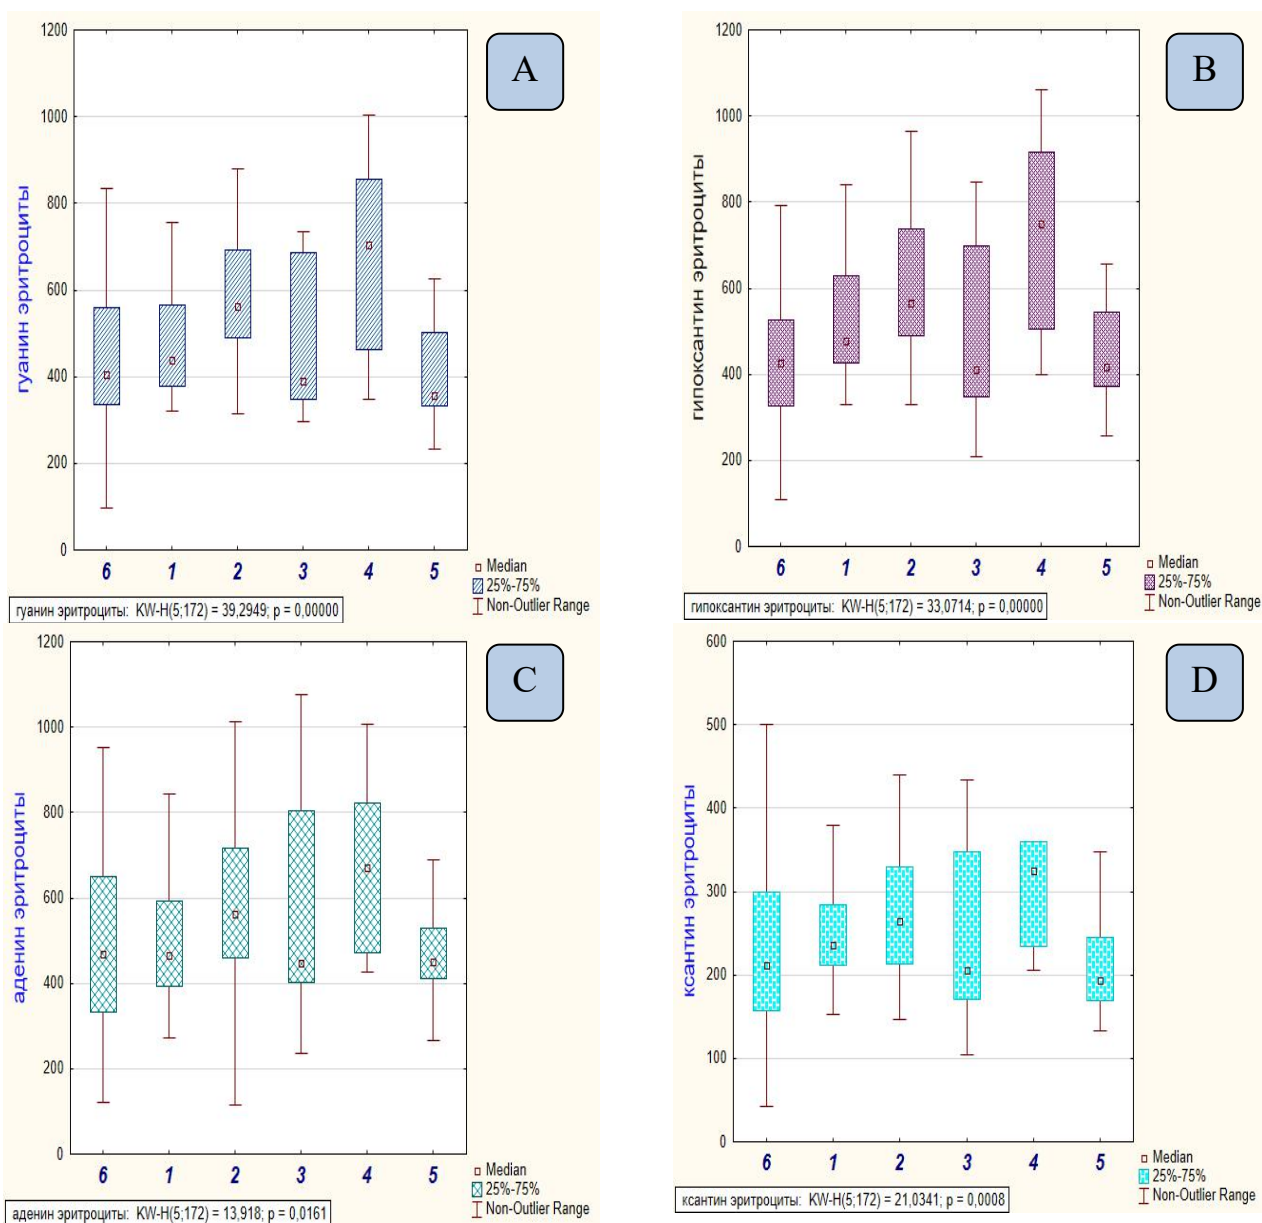 1200
1000
800
600
400
200
0
гуанин эритроциты
6 1 2 3 4 5
A
Median
25%-75%
Non-Outlier Range
гуанин эритроциты: KW-H(5;172) = 39,2949; p = 0,00000
1200
1000
800
600
400
200
0
гипоксантин эритроциты
6 1 2 3 4 5
B
Median
25%-75%
Non-Outlier Range
гипоксантин эритроциты: KW-H(5;172) = 33,0714; p = 0,00000
1200
1000
800
600
400
200
0
аденин эритроциты
6 1 2 3 4 5
C
Median
25%-75%
Non-Outlier Range
аденин эритроциты: KW-H(5;172) = 13,918; p = 0,0161
600
500
400
300
200
100
0
ксантин эритроциты
6 1 2 3 4 5
D
Median
25%-75%
Non-Outlier Range
ксантин эритроциты: KW-H(5;172) = 21,0341; p = 0,0008